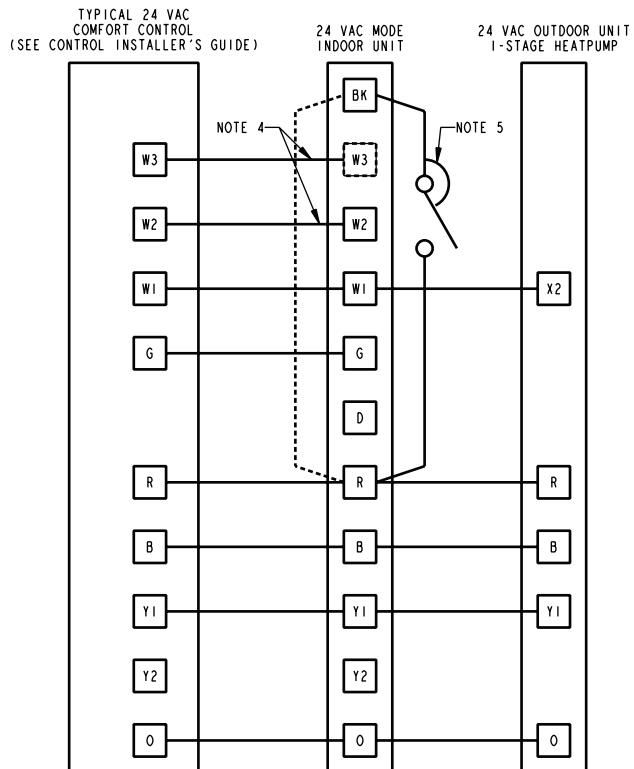 TYPICAL 24 VAC
COMFORT CONTROL
(SEE CONTROL INSTALLER'S GUIDE)
24 VAC MODE
INDOOR UNIT
24 VAC OUTDOOR UNIT
1-STAGE HEATPUMP
BK
NOTE 4
NOTE 5
W3
W3
W2
W2
W1
W1
X2
G
G
D
R
R
R
B
B
B
Y1
Y1
Y1
Y2
Y2
O
O
O